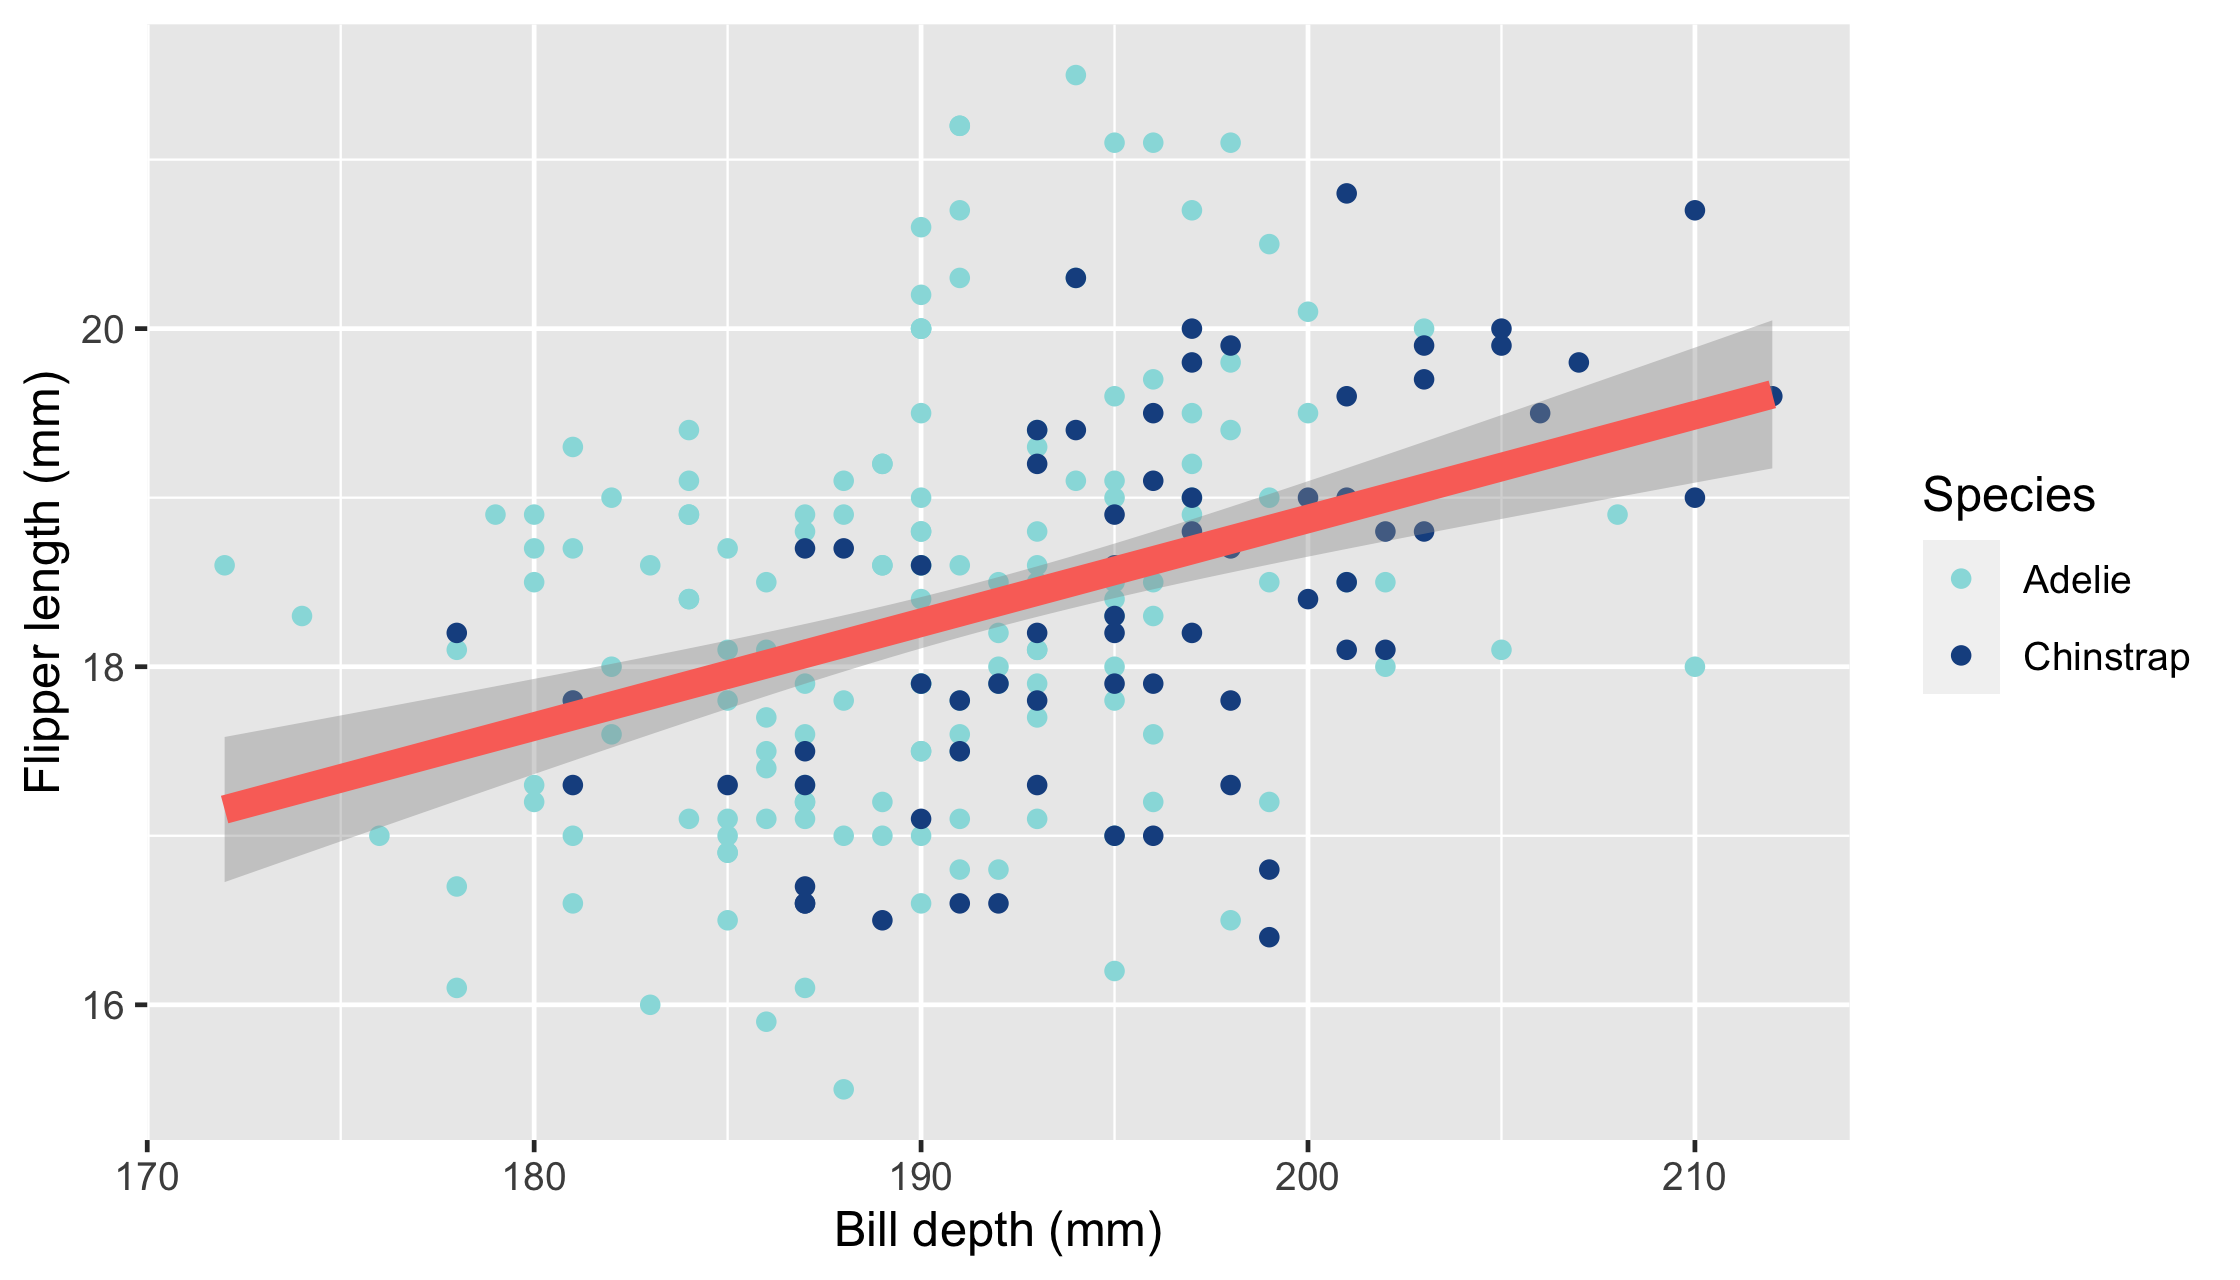 Flipper length (mm)
20
18
16
170 180 190 200 210
Bill depth (mm)
Species
Adelie
Chinstrap